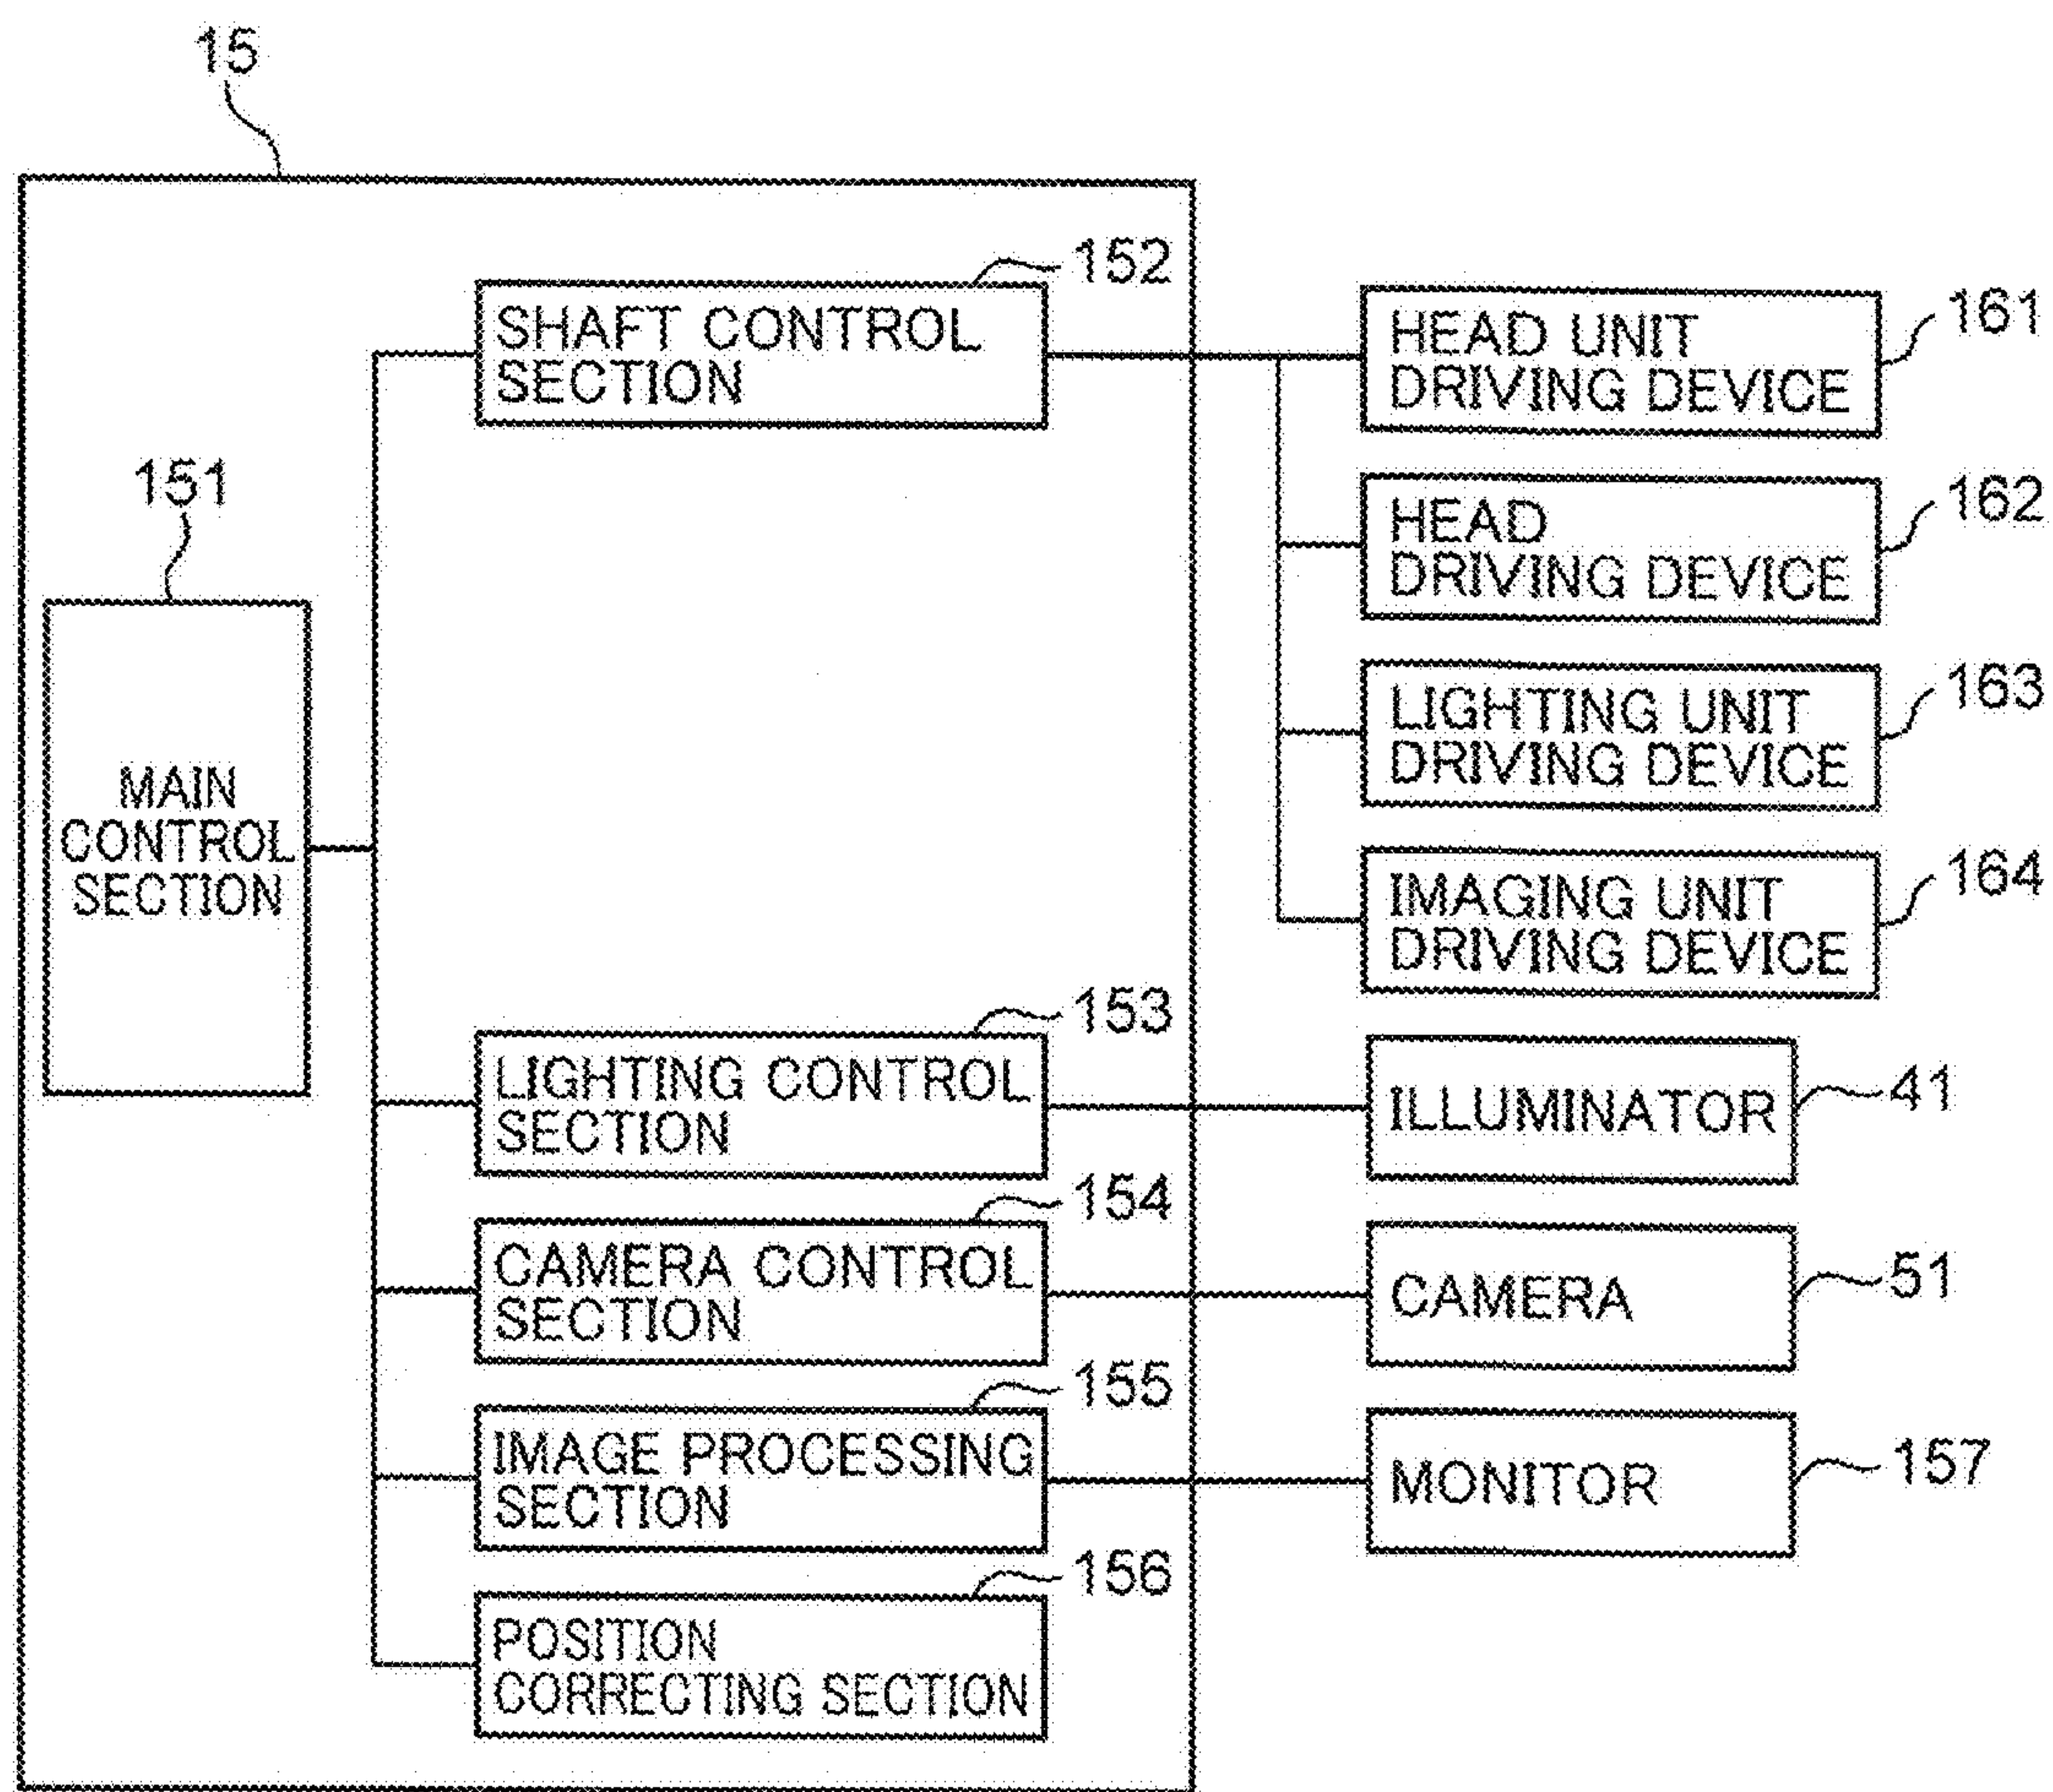 15
152
SHAFT CONTROL
SECTION
HEAD UNIT
DRIVING DEVICE
161
151
HEAD
DRIVING DEVICE
162
MAIN
CONTROL
SECTION
LIGHTING UNIT
DRIVING DEVICE
163
IMAGING UNIT
DRIVING DEVICE
164
153
LIGHTING CONTROL
SECTION
ILLUMINATOR
41
154
CAMERA CONTROL
SECTION
CAMERA
51
155
IMAGE PROCESSING
SECTION
MONITOR
157
156
POSITION
CORRECTING SECTION